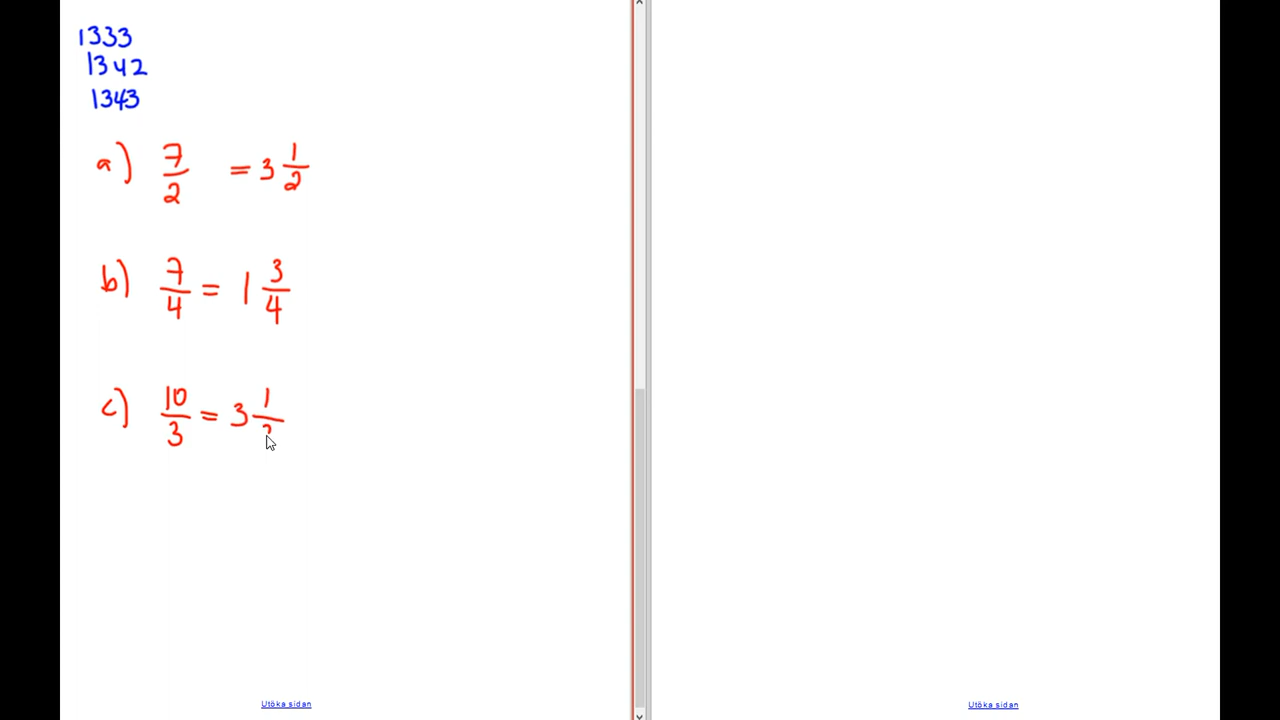 1333
1342
1343
a) 7/2 = 3 1/2
b) 7/4 = 1 3/4
c) 10/3 = 3 1/
Utöka sidan
Utöka sidan